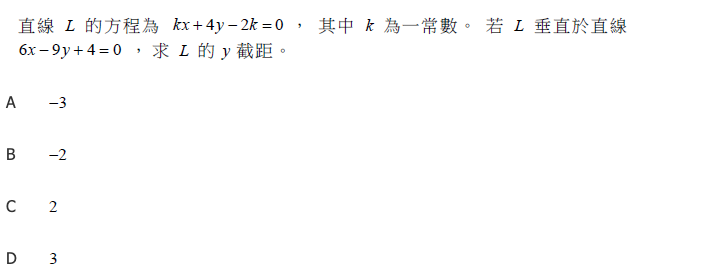 直線 L 的方程為 kx+4y−2k=0 ， 其中 k 為一常數。 若 L 垂直於直線
6x−9y+4=0 ，求 L 的 y 截距。
A −3
B −2
C 2
D 3